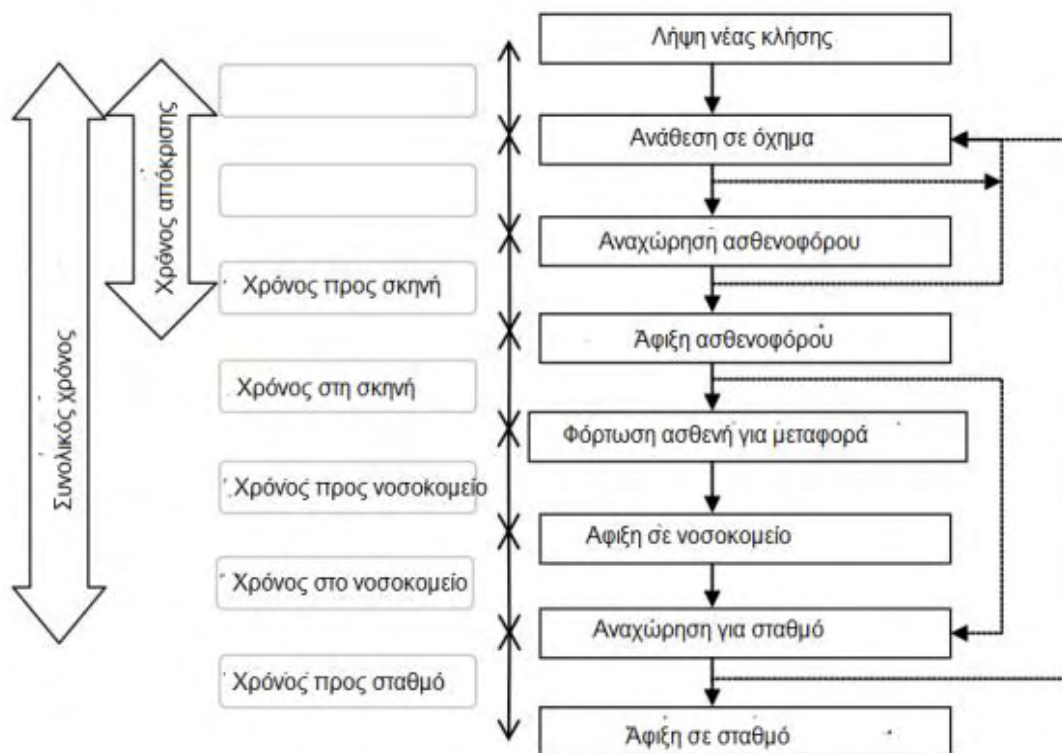 Λήψη νέας κλήσης
Ανάθεση σε όχημα
Αναχώρηση ασθενοφόρου
Άφιξη ασθενοφόρου
Φόρτωση ασθενή για μεταφορά
Αφιξη σε νοσοκομείο
Αναχώρηση για σταθμό
Άφιξη σε σταθμό
Χρόνος προς σκηνή
Χρόνος στη σκηνή
Χρόνος προς νοσοκομείο
Χρόνος στο νοσοκομείο
Χρόνος προς σταθμό
Χρόνος απόκρισης
Συνολικός χρόνος